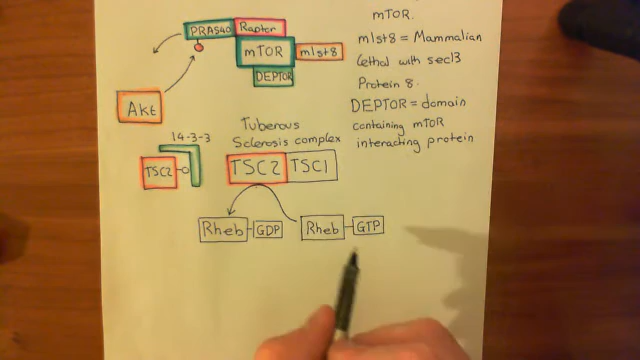 PRAS40 Raptor
mTOR mlst8
DEPTOR
Akt
mTOR.
mlst8 = Mammalian
lethal with sec13
Protein 8.
DEPTOR = domain
containing mTOR
interacting protein
14-3-3
TSC2
Tuberous
Sclerosis complex
TSC2 TSC1
Rheb GDP Rheb GTP